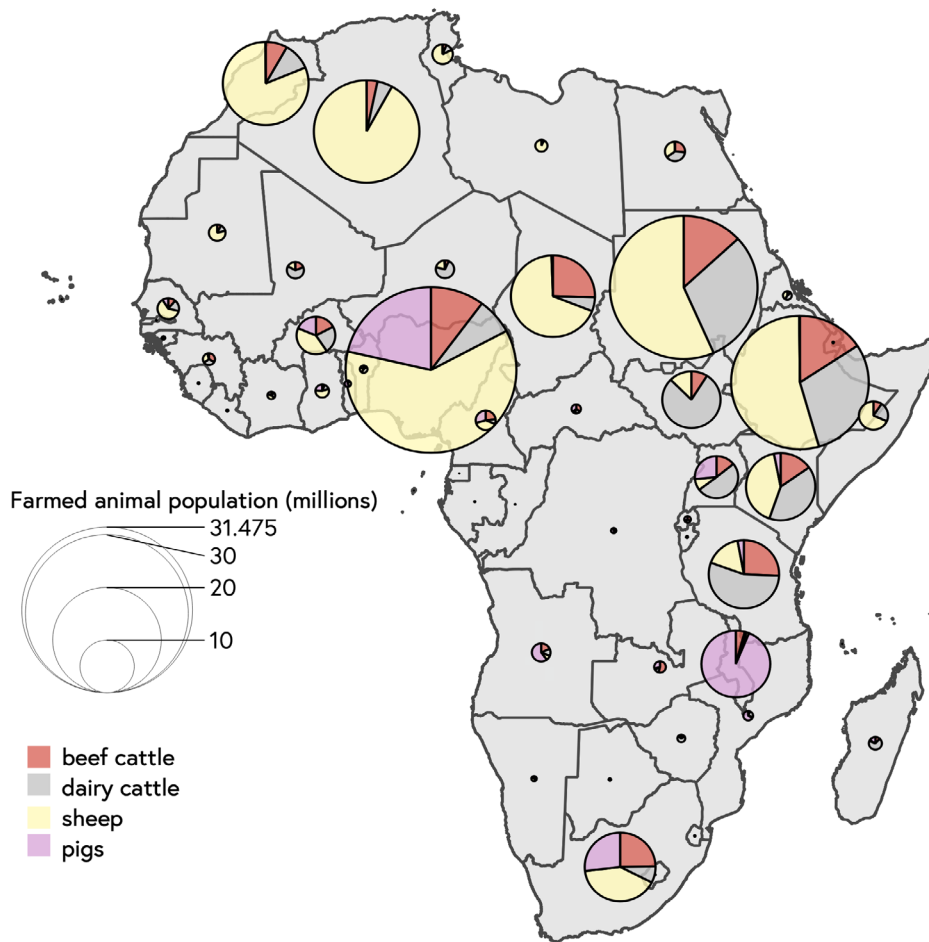 Farmed animal population (millions)
31.475
30
20
10
beef cattle
dairy cattle
sheep
pigs